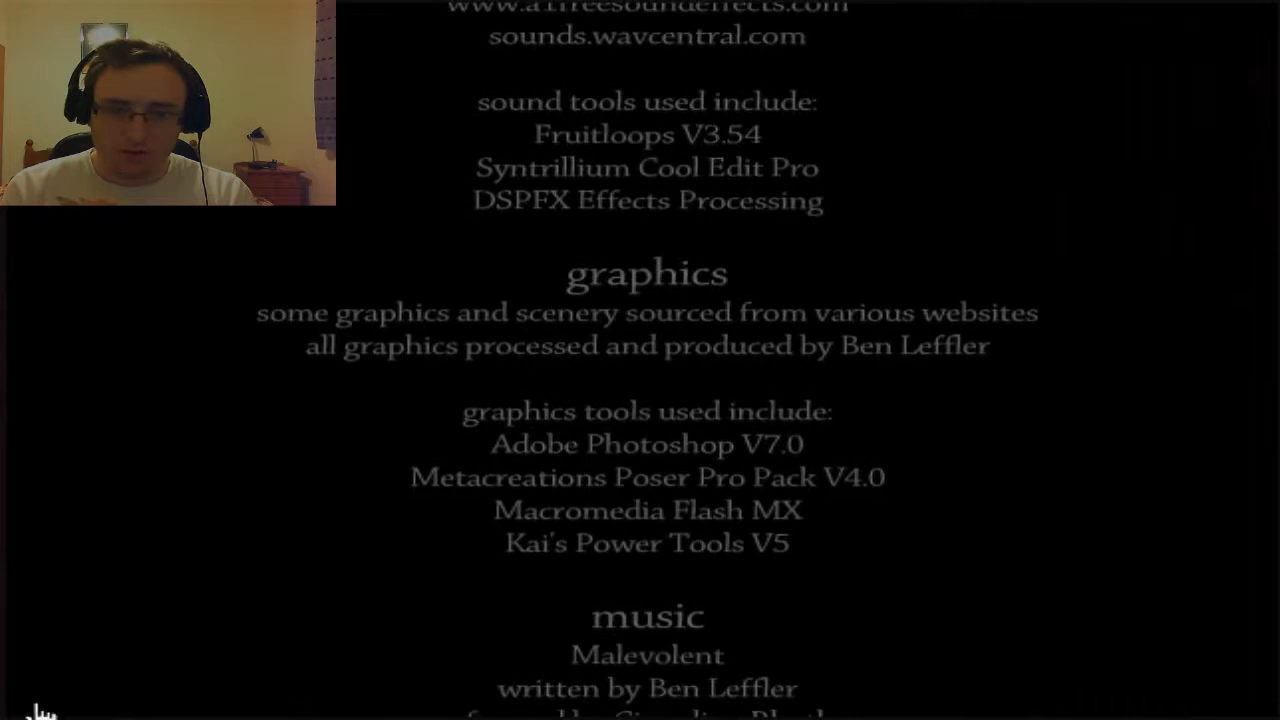 www.a1freesoundeffects.com
sounds.wavcentral.com
sound tools used include:
Fruitloops V3.54
Syntrillium Cool Edit Pro
DSPFX Effects Processing
graphics
some graphics and scenery sourced from various websites
all graphics processed and produced by Ben Leffler
graphics tools used include:
Adobe Photoshop V7.0
Metacreations Poser Pro Pack V4.0
Macromedia Flash MX
Kai's Power Tools V5
music
Malevolent
written by Ben Leffler